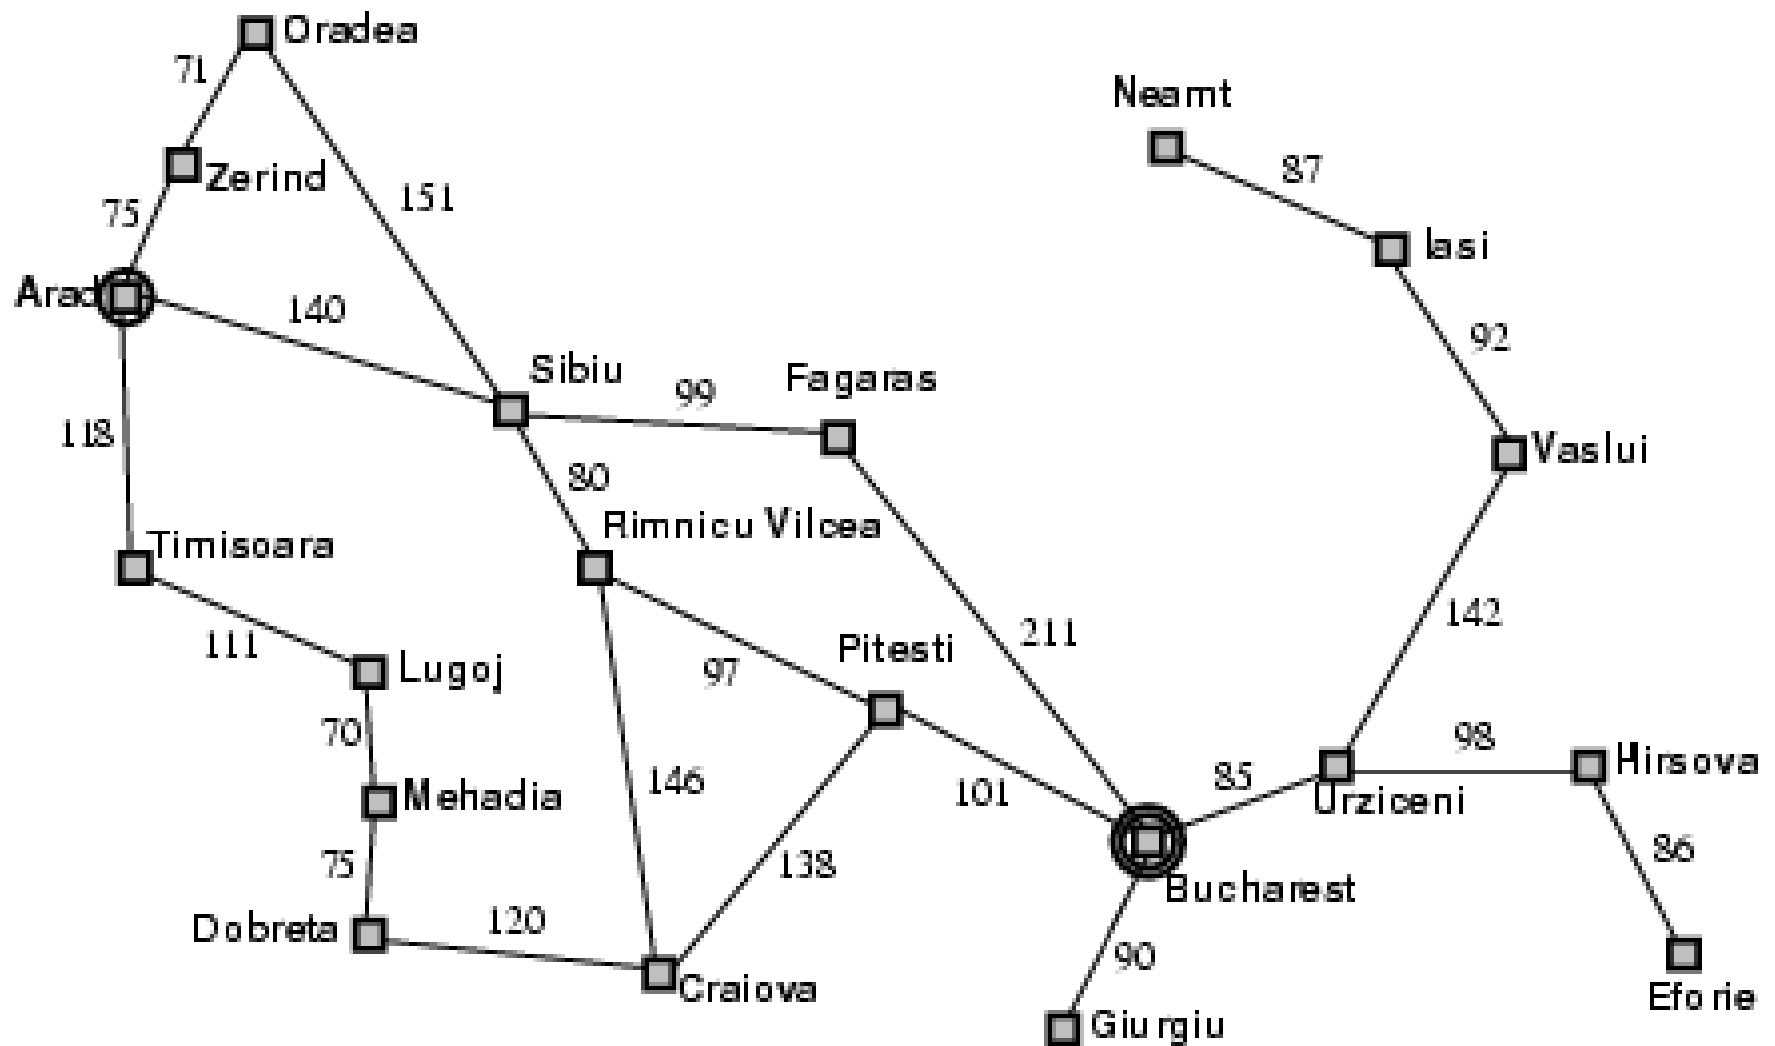 Oradea
71
Neamt
87
Zerind
151
75
Iasi
Arad
140
92
Sibiu
Fagaras
99
118
Vaslui
80
Rimnicu Vilcea
Timisoara
142
211
111
Pitesti
Lugoj
97
70
98
Hirsova
85
146
Mehadia
101
Urziceni
86
75
138
Bucharest
Dobreta
120
90
Craiova
Eforie
Giurgiu